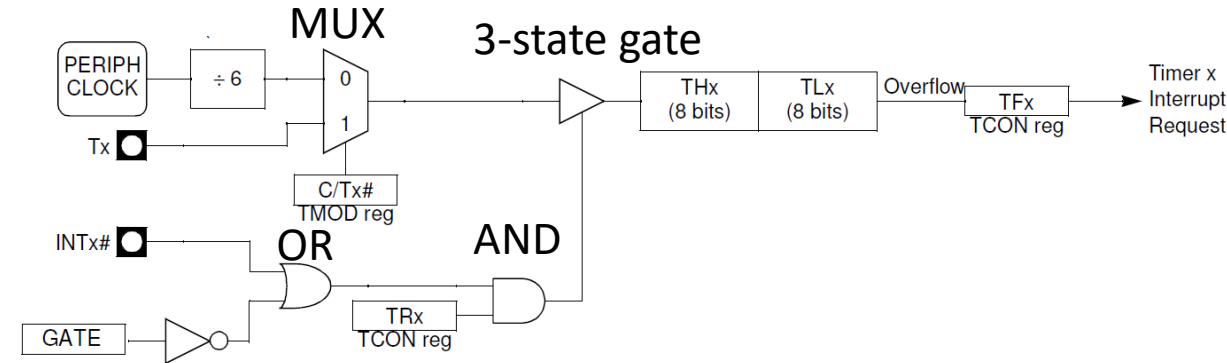 MUX
3-state gate
PERIPH
CLOCK
÷ 6
0
1
THx
(8 bits)
TLx
(8 bits)
Overflow
TFx
TCON reg
Timer x
Interrupt
Request
Tx
C/Tx#
TMOD reg
INTx#
OR
AND
TRx
TCON reg
GATE